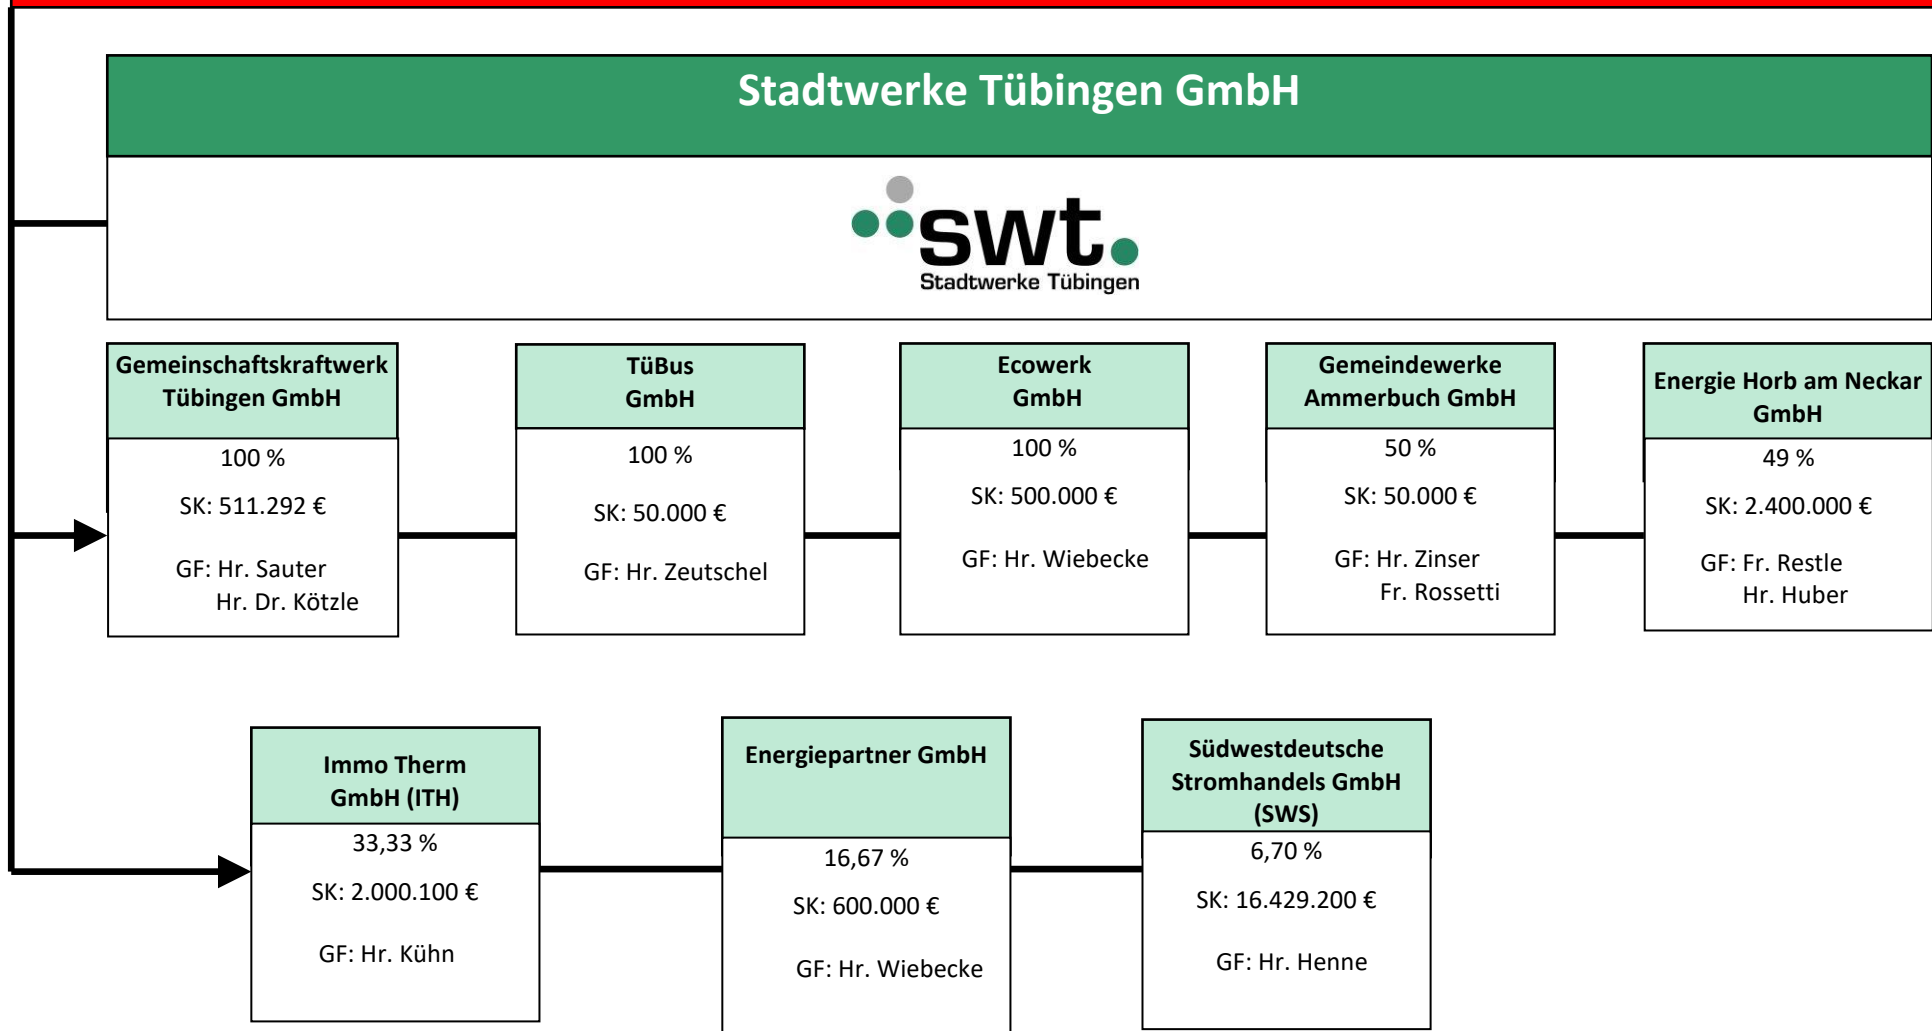 Stadtwerke Tübingen GmbH
swt.
Stadtwerke Tübingen
Gemeinschaftskraftwerk
Tübingen GmbH
100 %
SK: 511.292 €
GF: Hr. Sauter
Hr. Dr. Kötzle
TüBus
GmbH
100 %
SK: 50.000 €
GF: Hr. Zeutschel
Ecowerk
GmbH
100 %
SK: 500.000 €
GF: Hr. Wiebecke
Gemeindewerke
Ammerbuch GmbH
50 %
SK: 50.000 €
GF: Hr. Zinser
Fr. Rossetti
Energie Horb am Neckar
GmbH
49 %
SK: 2.400.000 €
GF: Fr. Restle
Hr. Huber
Immo Therm
GmbH (ITH)
33,33 %
SK: 2.000.100 €
GF: Hr. Kühn
Energiepartner GmbH
16,67 %
SK: 600.000 €
GF: Hr. Wiebecke
Südwestdeutsche
Stromhandels GmbH
(SWS)
6,70 %
SK: 16.429.200 €
GF: Hr. Henne